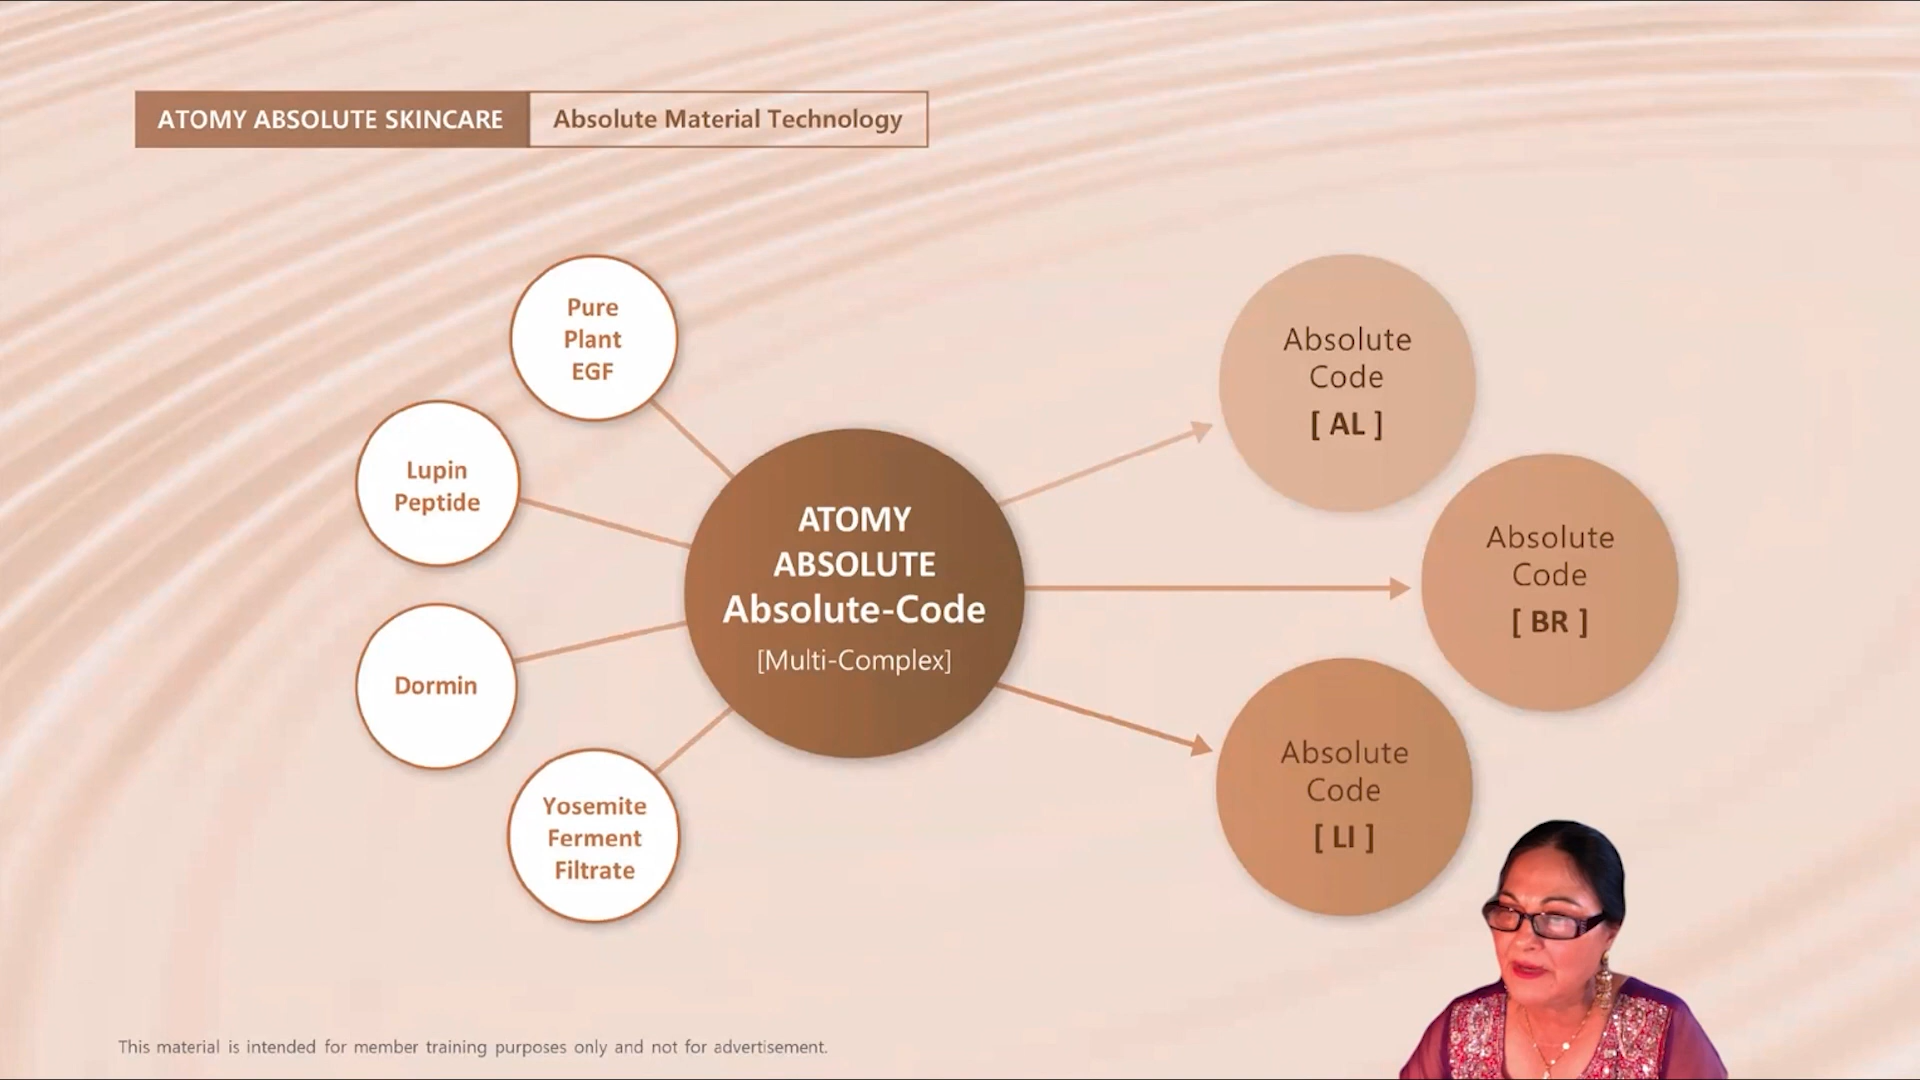 ATOMY ABSOLUTE SKINCARE
Absolute Material Technology
Pure
Plant
EGF
Lupin
Peptide
Dormin
Yosemite
Ferment
Filtrate
ATOMY
ABSOLUTE
Absolute-Code
[Multi-Complex]
Absolute
Code
[ AL ]
Absolute
Code
[ BR ]
Absolute
Code
[ LI ]
This material is intended for member training purposes only and not for advertisement.